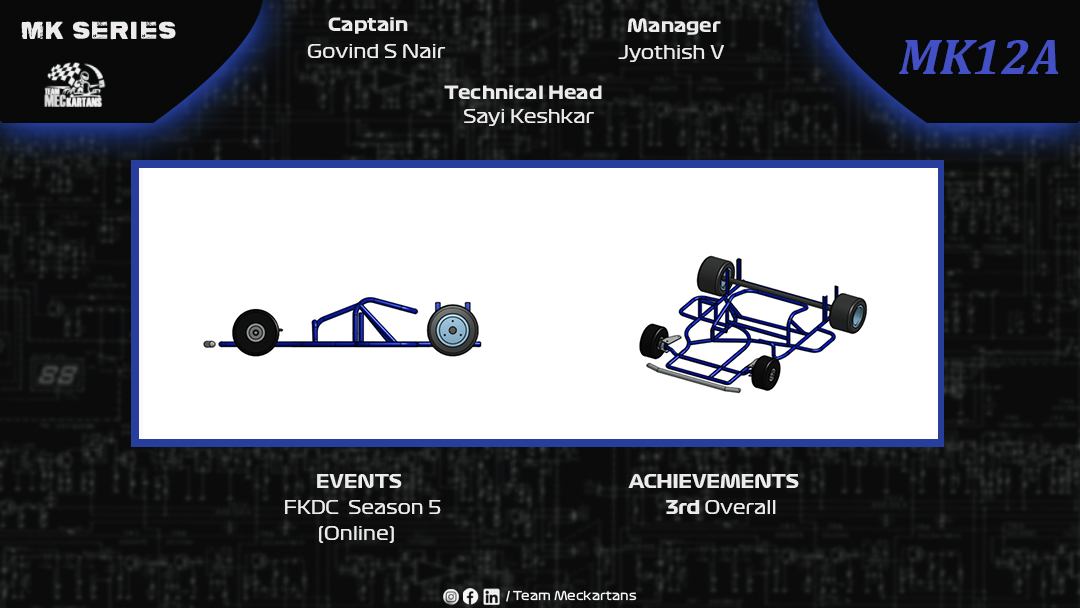 MK SERIES
TEAM
MECKARTANS
Captain
Govind S Nair
Manager
Jyothish V
MK12A
Technical Head
Sayi Keshkar
88
EVENTS
FKDC Season 5
(Online)
ACHIEVEMENTS
3rd Overall
/ Team Meckartans